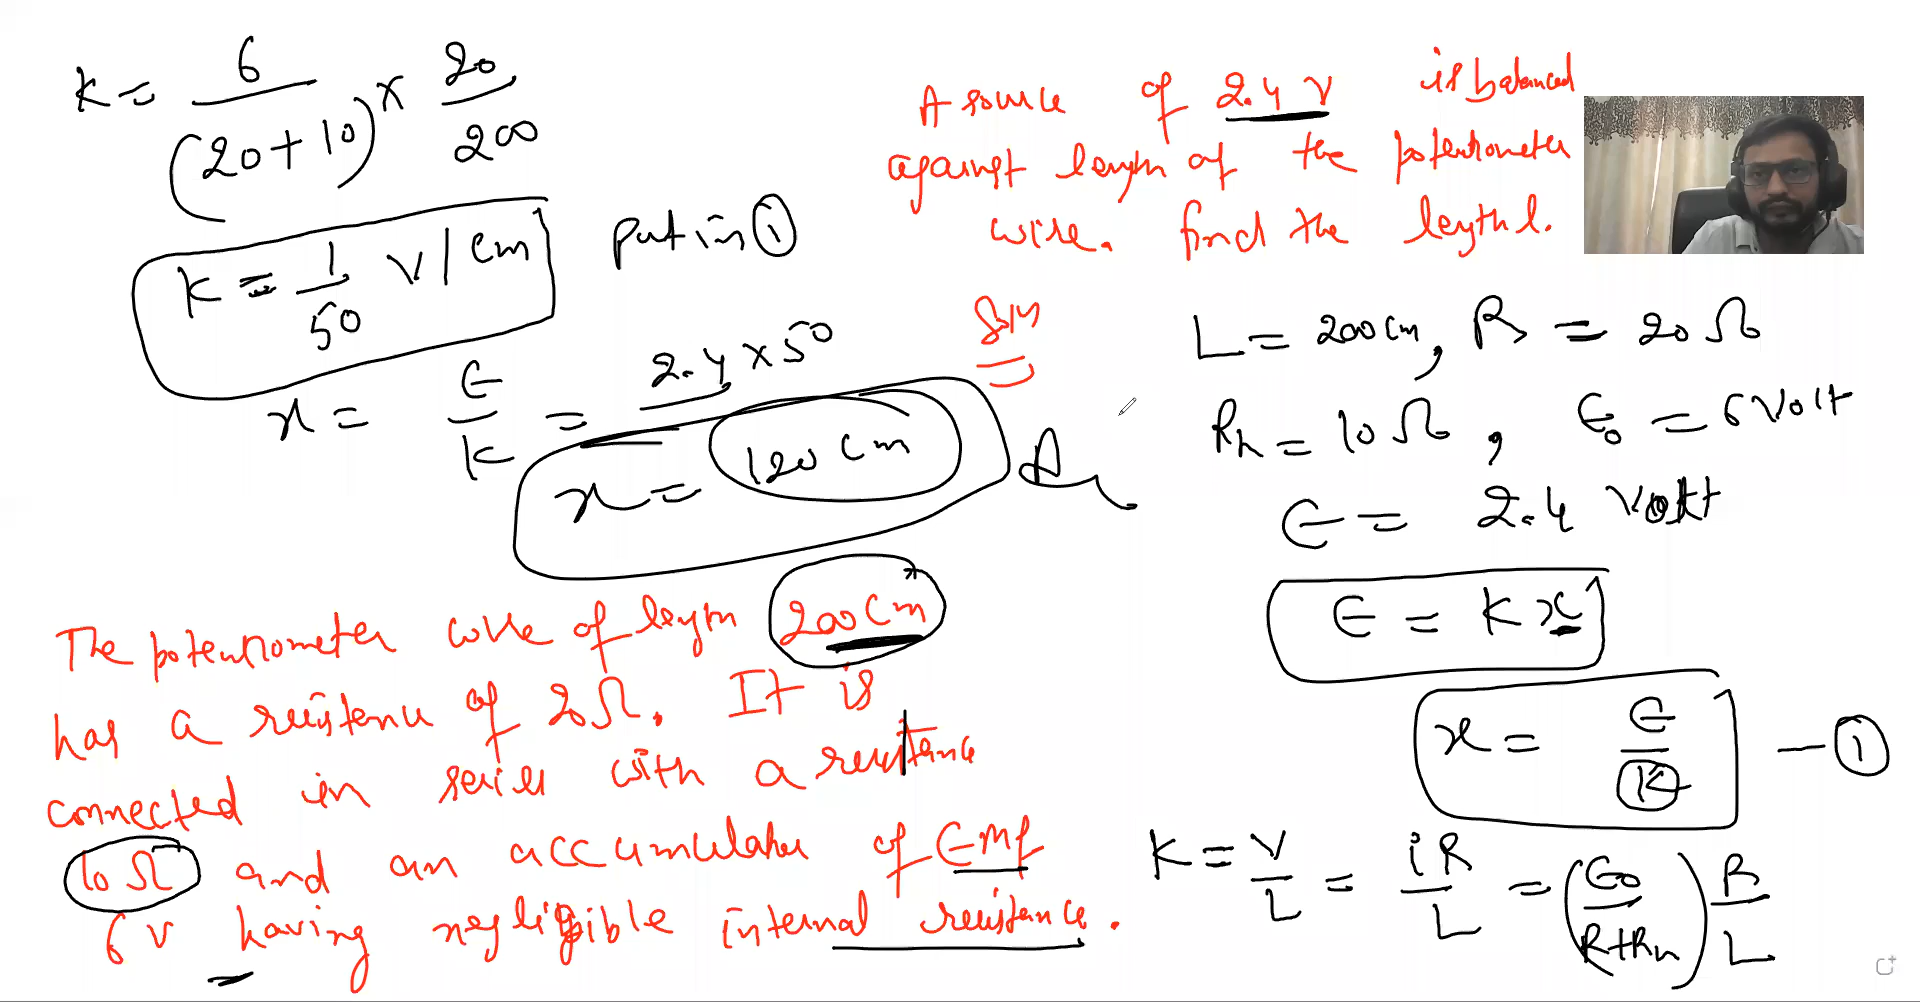 The potentiometer wire of length 200 cm
has a resistance of 20 Ω. It is
connected in series with a resistance
10 Ω and an accumulator of EMF
6 V having negligible internal resistance.
A source of 2.4 V is balanced
against length of the potentiometer
wire. find the length l.
Soln
L = 200 cm, R = 20 Ω
Rh = 10 Ω, E₀ = 6 Volt
E = 2.4 Volt
E = K x
x = E/K — ①
K = V/L = iR/L = (E₀/(R+Rh)) R/L
K = 6/(20+10) × 20/200
K = 1/50 V/cm put in ①
x = E/K = 2.4 × 50
x = 120 cm